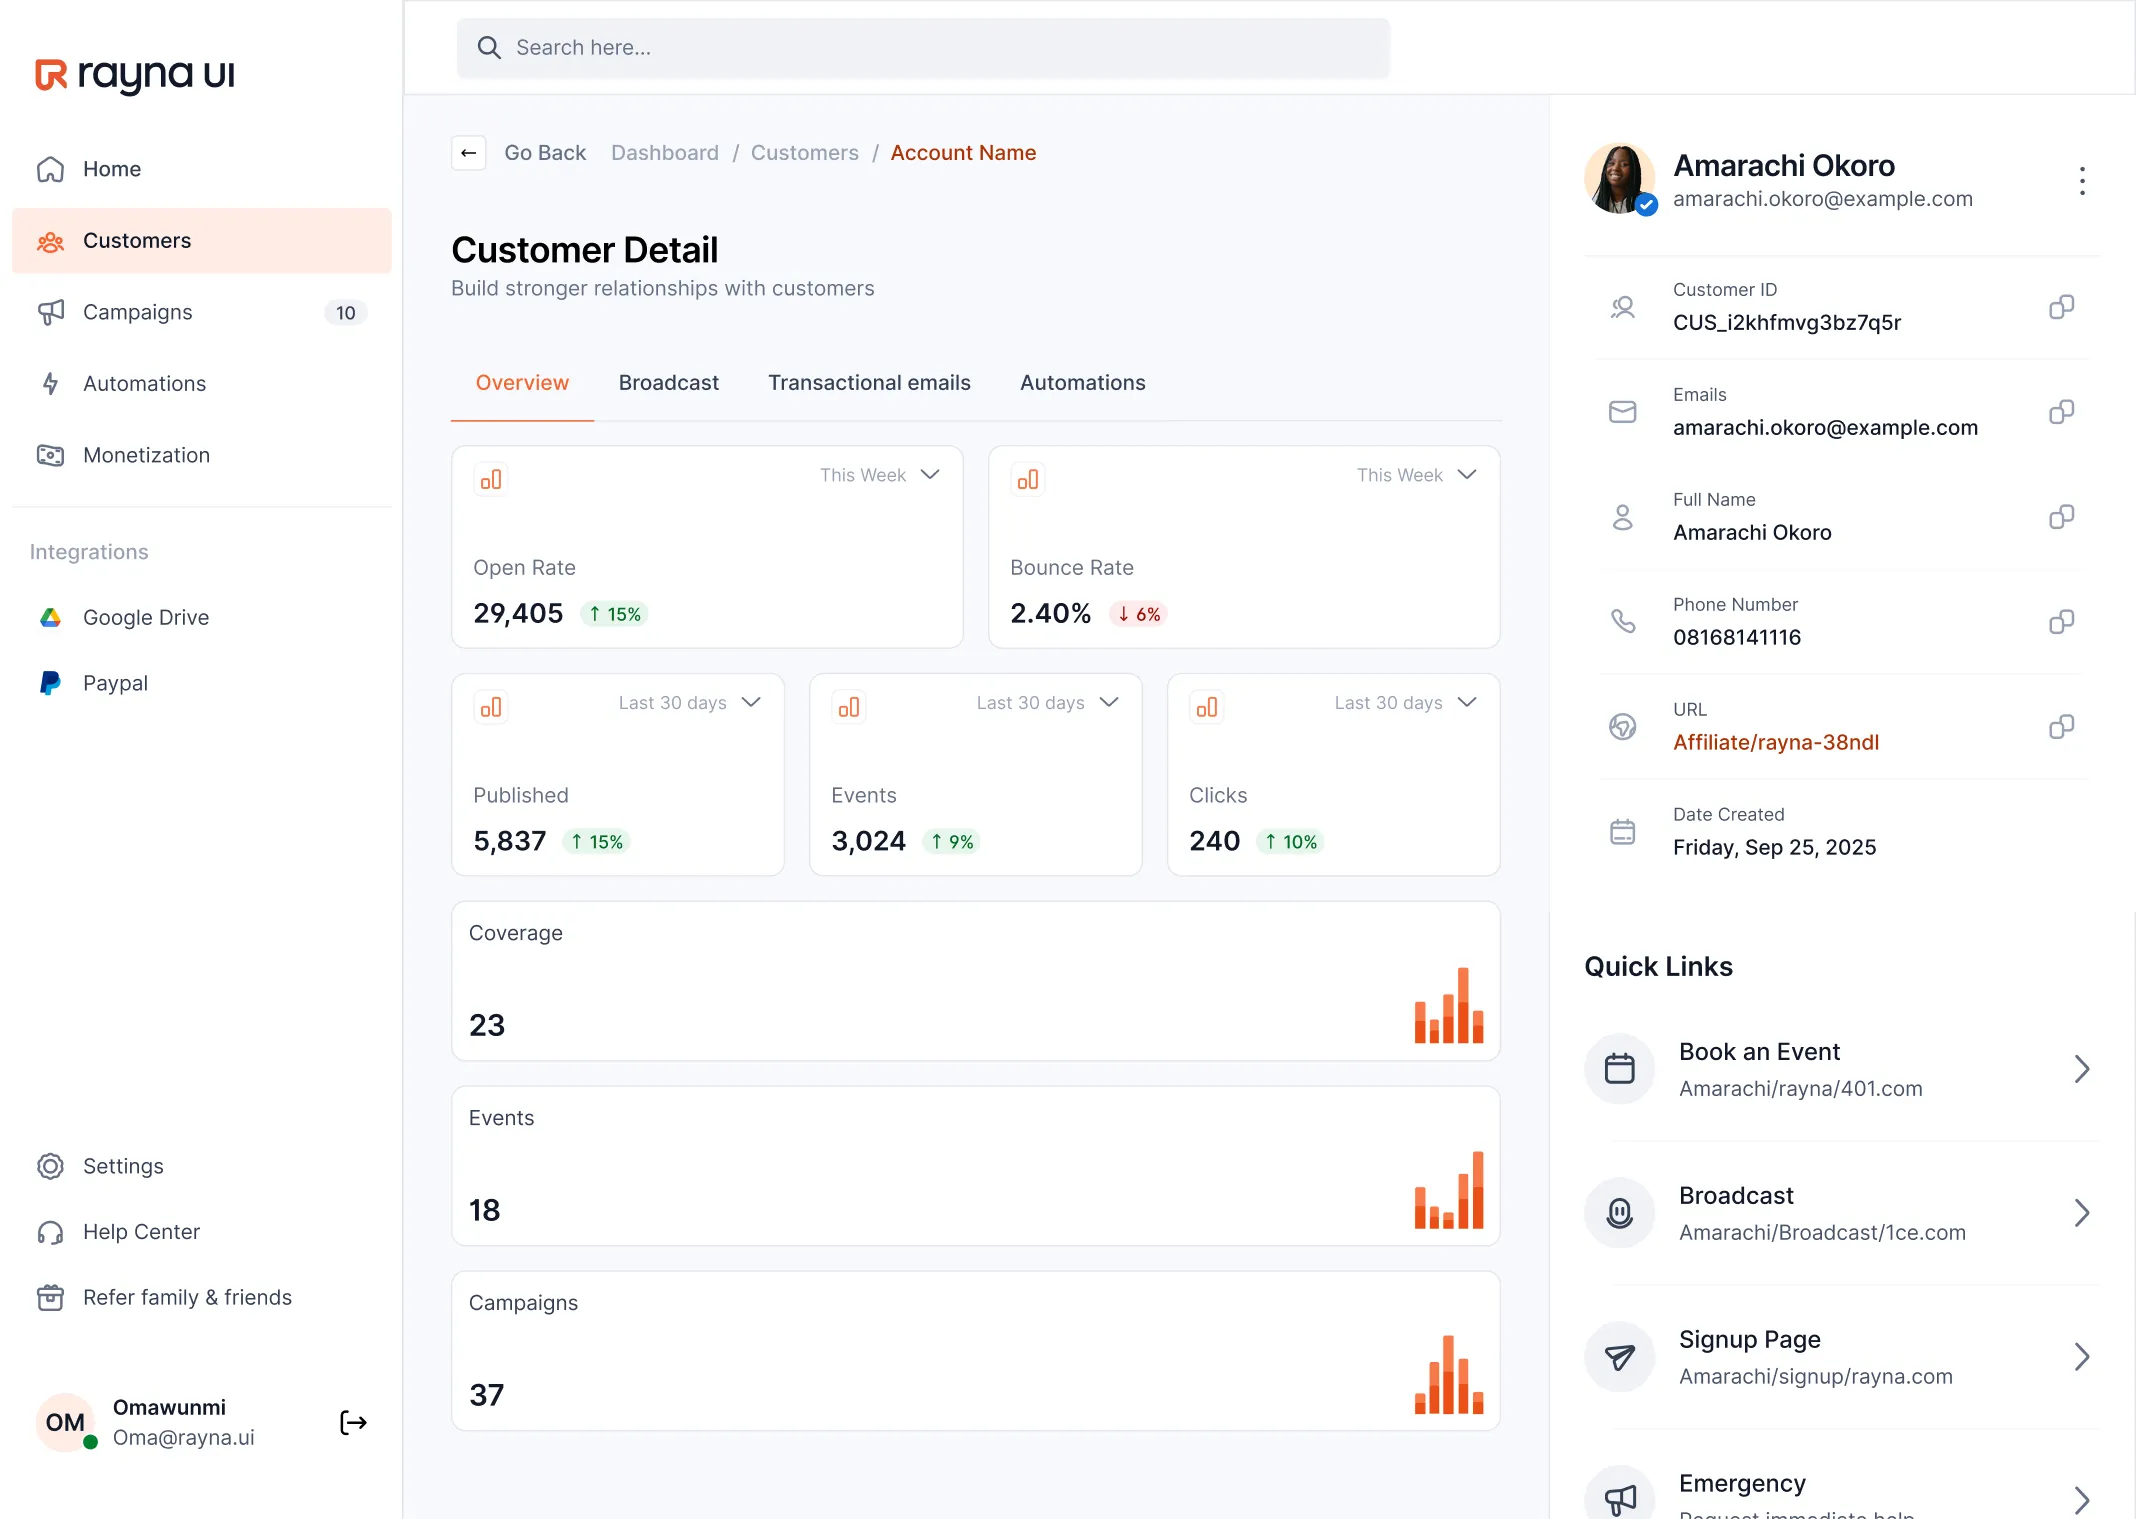 rayna UI
Search here...
Home
Customers
Campaigns 10
Automations
Monetization
Integrations
Google Drive
Paypal
Settings
Help Center
Refer family & friends
OM
Omawunmi
Oma@rayna.ui
Go Back Dashboard / Customers / Account Name
Customer Detail
Build stronger relationships with customers
Overview Broadcast Transactional emails Automations
This Week
Open Rate
29,405 ↑ 15%
This Week
Bounce Rate
2.40% ↓ 6%
Last 30 days
Published
5,837 ↑ 15%
Last 30 days
Events
3,024 ↑ 9%
Last 30 days
Clicks
240 ↑ 10%
Coverage
23
Events
18
Campaigns
37
Amarachi Okoro
amarachi.okoro@example.com
Customer ID
CUS_i2khfmvg3bz7q5r
Emails
amarachi.okoro@example.com
Full Name
Amarachi Okoro
Phone Number
08168141116
URL
Affiliate/rayna-38ndl
Date Created
Friday, Sep 25, 2025
Quick Links
Book an Event
Amarachi/rayna/401.com
Broadcast
Amarachi/Broadcast/1ce.com
Signup Page
Amarachi/signup/rayna.com
Emergency
Request immediate help